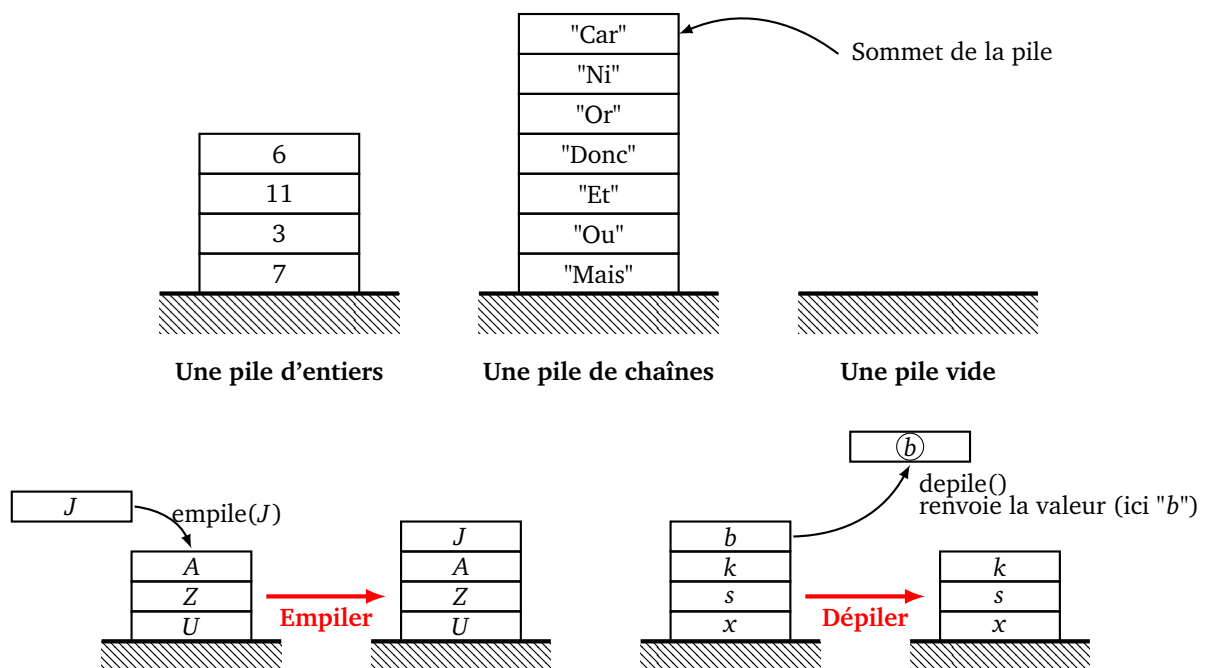 "Car"
Sommet de la pile
"Ni"
"Or"
6
"Donc"
11
"Et"
3
"Ou"
7
"Mais"
Une pile d'entiers
Une pile de chaînes
Une pile vide
b
J
empile(J)
depile()
renvoie la valeur (ici "b")
A
Z
U
Empiler
J
A
Z
U
b
k
s
x
Dépiler
k
s
x